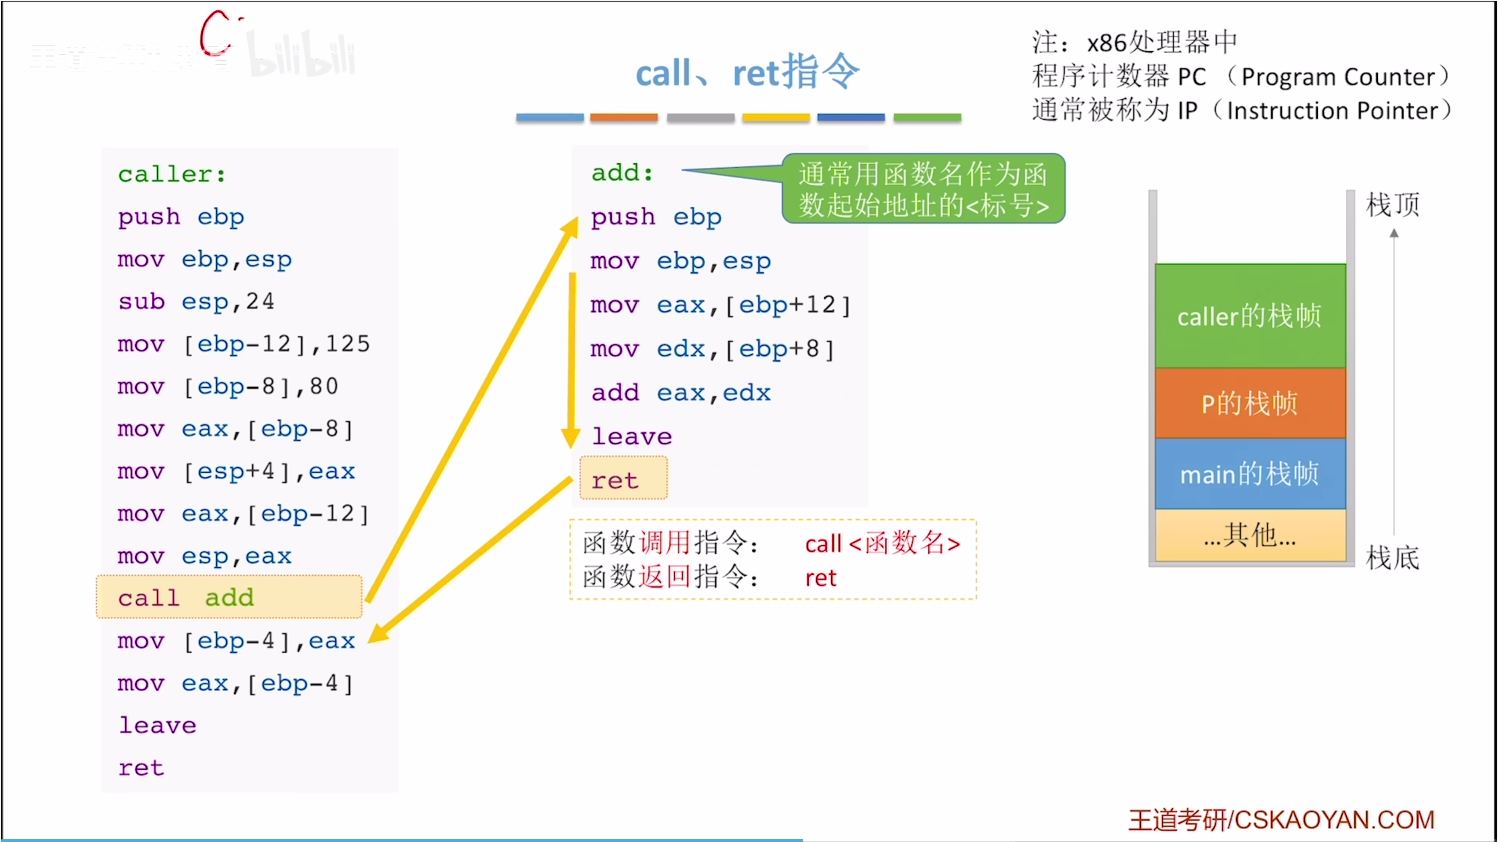 bilibili
call、ret指令
注：x86处理器中
程序计数器 PC （Program Counter）
通常被称为 IP（Instruction Pointer）
caller:
push ebp
mov ebp,esp
sub esp,24
mov [ebp-12],125
mov [ebp-8],80
mov eax,[ebp-8]
mov [esp+4],eax
mov eax,[ebp-12]
mov esp,eax
call add
mov [ebp-4],eax
mov eax,[ebp-4]
leave
ret
add:
push ebp
mov ebp,esp
mov eax,[ebp+12]
mov edx,[ebp+8]
add eax,edx
leave
ret
通常用函数名作为函
数起始地址的<标号>
函数调用指令： call <函数名>
函数返回指令： ret
栈顶
caller的栈帧
P的栈帧
main的栈帧
...其他...
栈底
王道考研/CSKAOYAN.COM